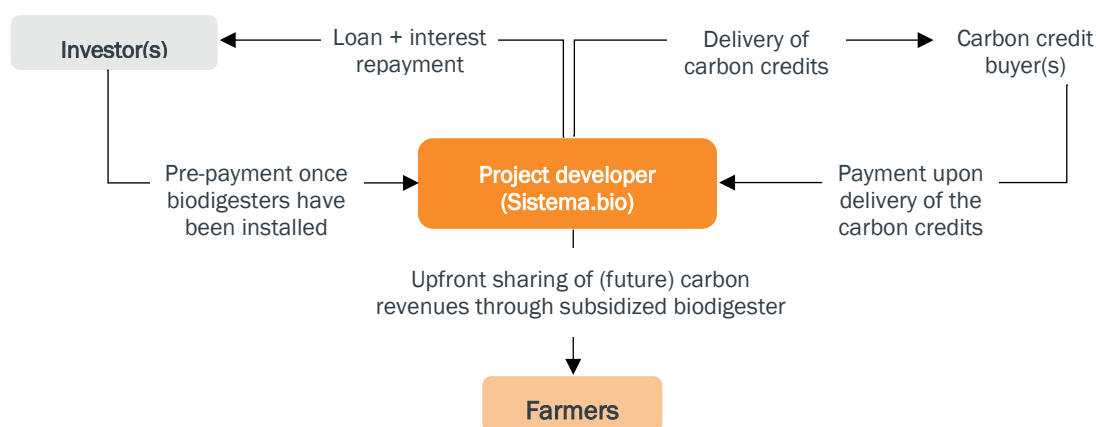 Investor(s)
Loan + interest
repayment
Delivery of
carbon credits
Carbon credit
buyer(s)
Pre-payment once
biodigesters have
been installed
Project developer
(Sistema.bio)
Payment upon
delivery of the
carbon credits
Upfront sharing of (future) carbon
revenues through subsidized biodigester
Farmers